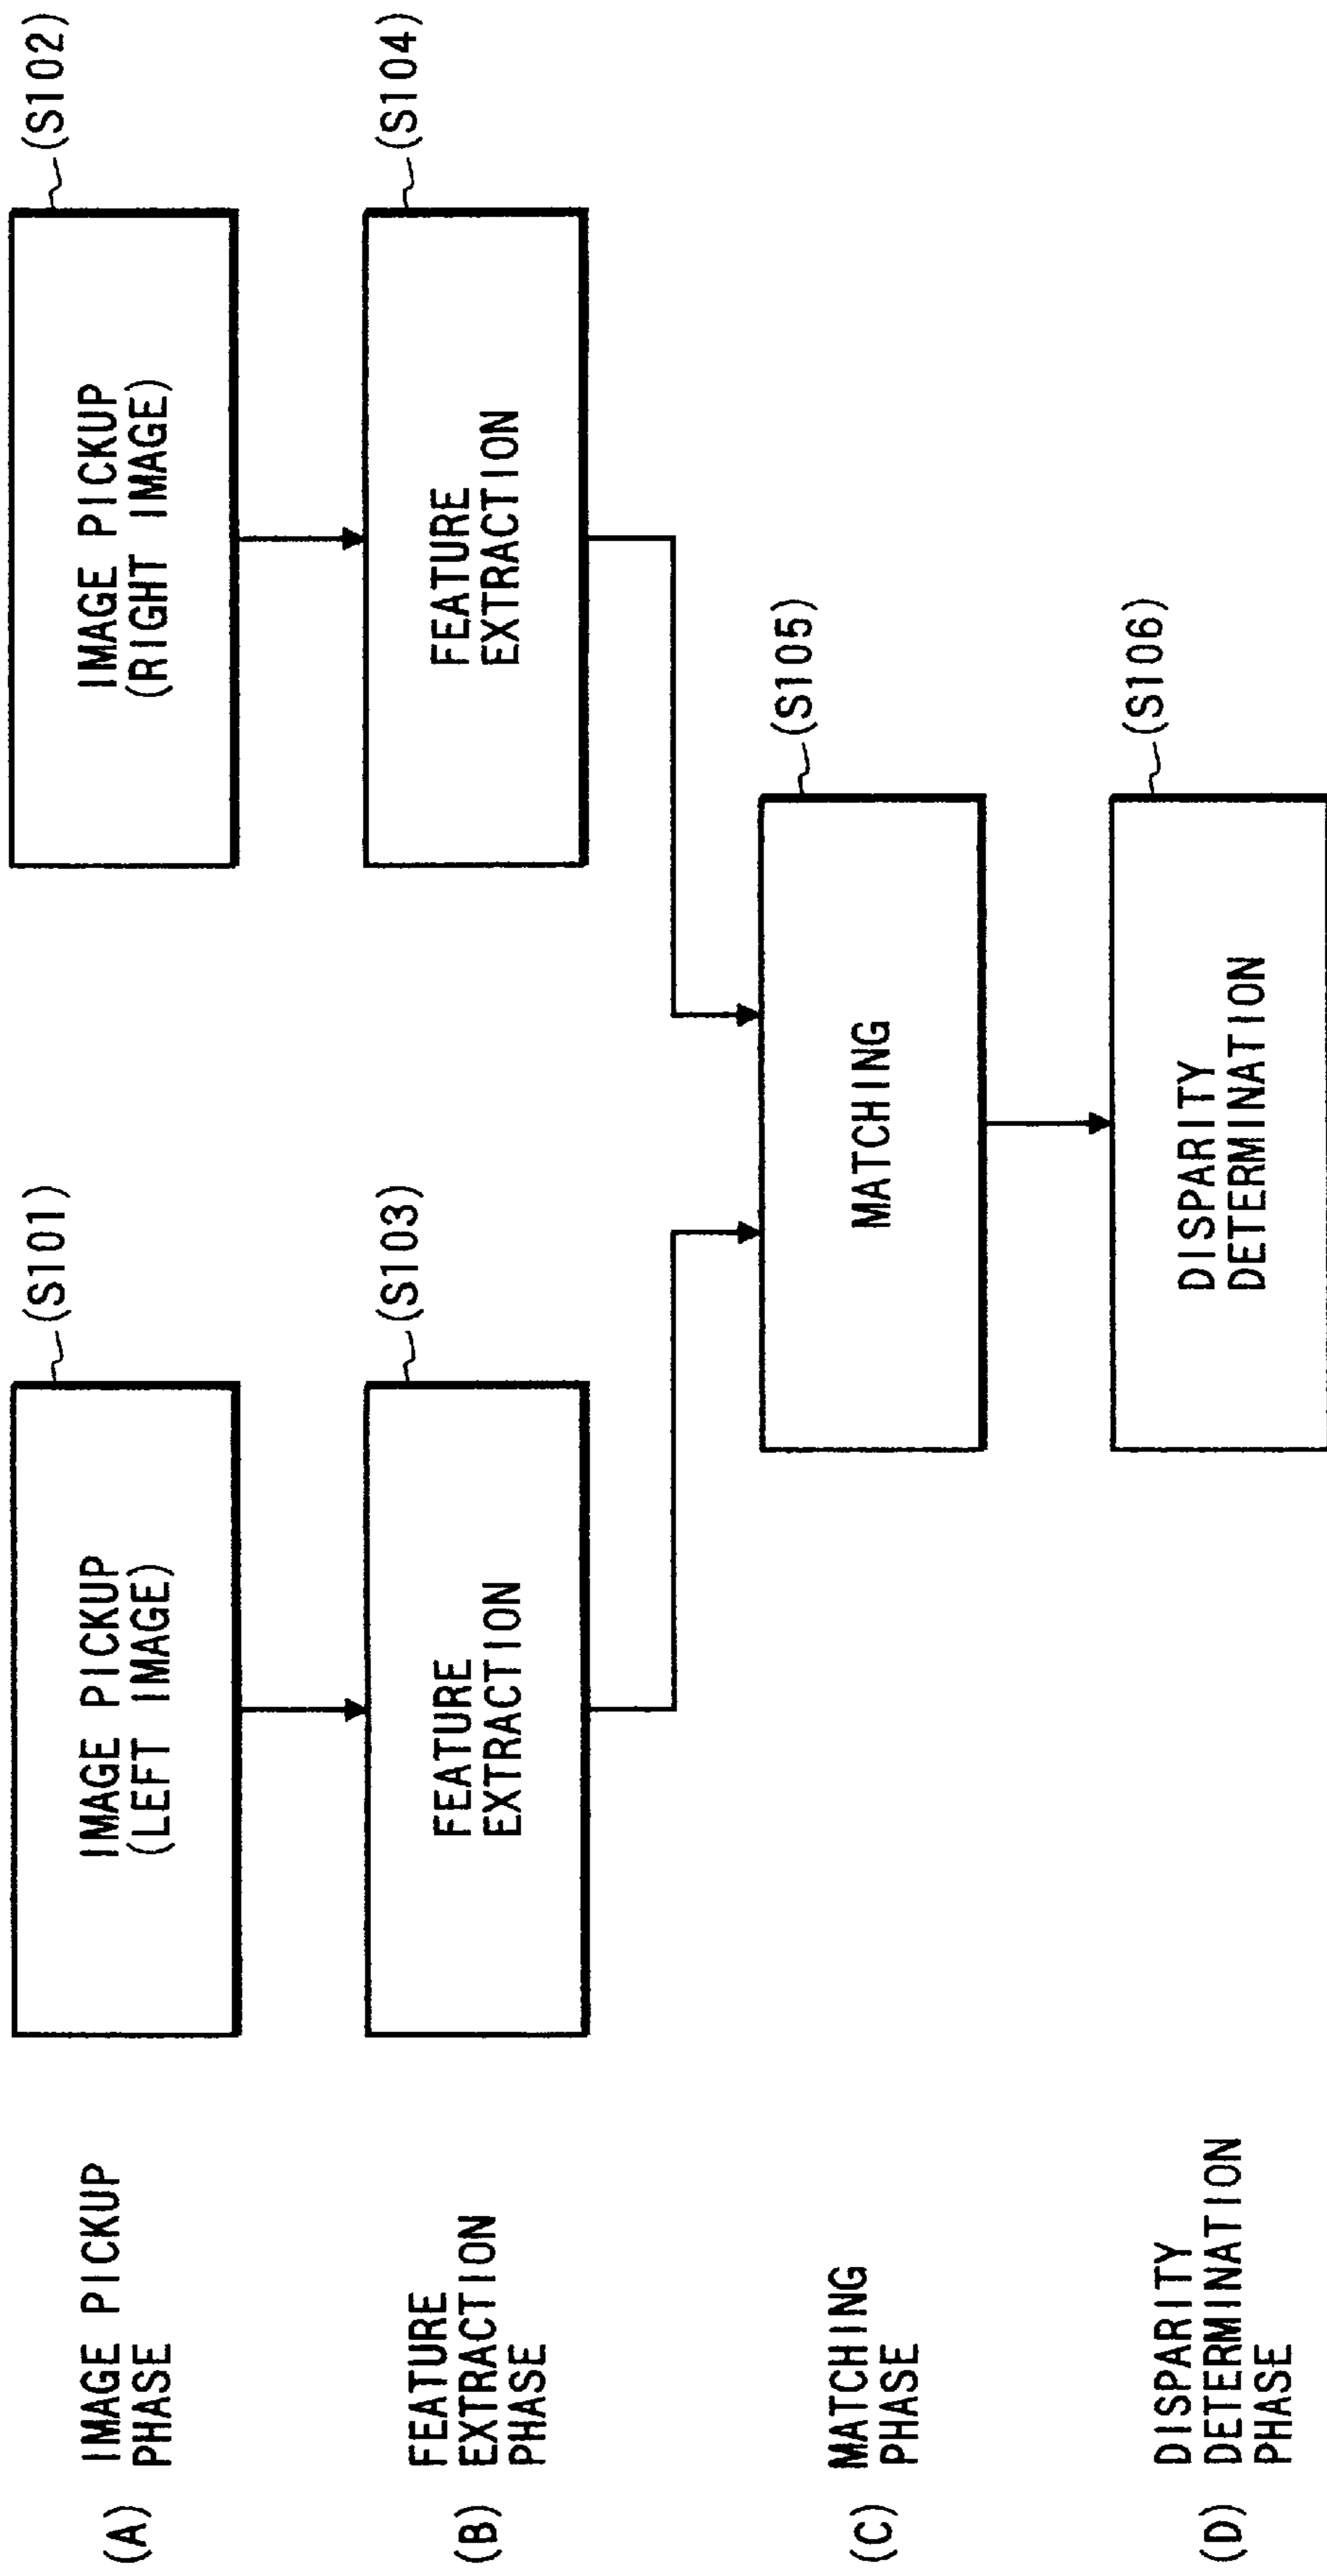 (A) IMAGE PICKUP
PHASE
IMAGE PICKUP
(LEFT IMAGE)
(S101)
IMAGE PICKUP
(RIGHT IMAGE)
(S102)
(B) FEATURE
EXTRACTION
PHASE
FEATURE
EXTRACTION
(S103)
FEATURE
EXTRACTION
(S104)
(C) MATCHING
PHASE
MATCHING
(S105)
(D) DISPARITY
DETERMINATION
PHASE
DISPARITY
DETERMINATION
(S106)